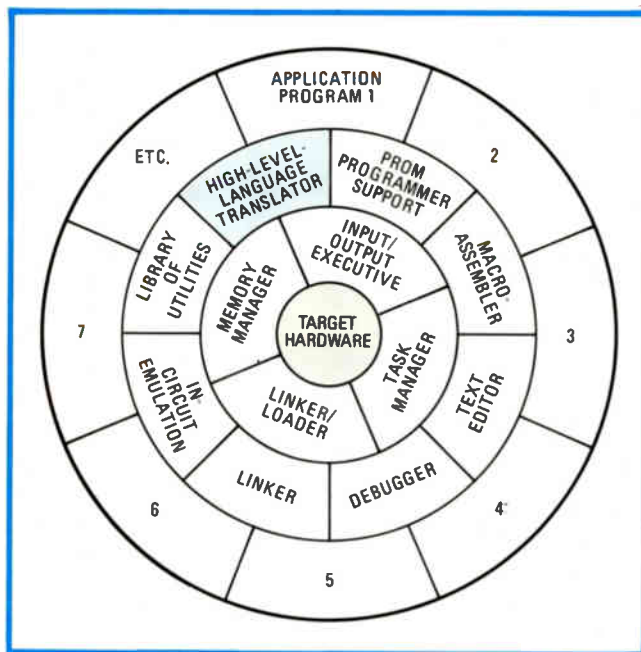 APPLICATION
PROGRAM 1
2
3
4
5
6
7
ETC.
HIGH-LEVEL-
LANGUAGE
TRANSLATOR
PROM
PROGRAMMER
SUPPORT
MACRO-
ASSEMBLER
TEXT
EDITOR
DEBUGGER
LINKER
IN-
CIRCUIT
EMULATION
LIBRARY
OF
UTILITIES
INPUT/
OUTPUT
EXECUTIVE
TASK
MANAGER
LINKER/
LOADER
MEMORY
MANAGER
TARGET
HARDWARE